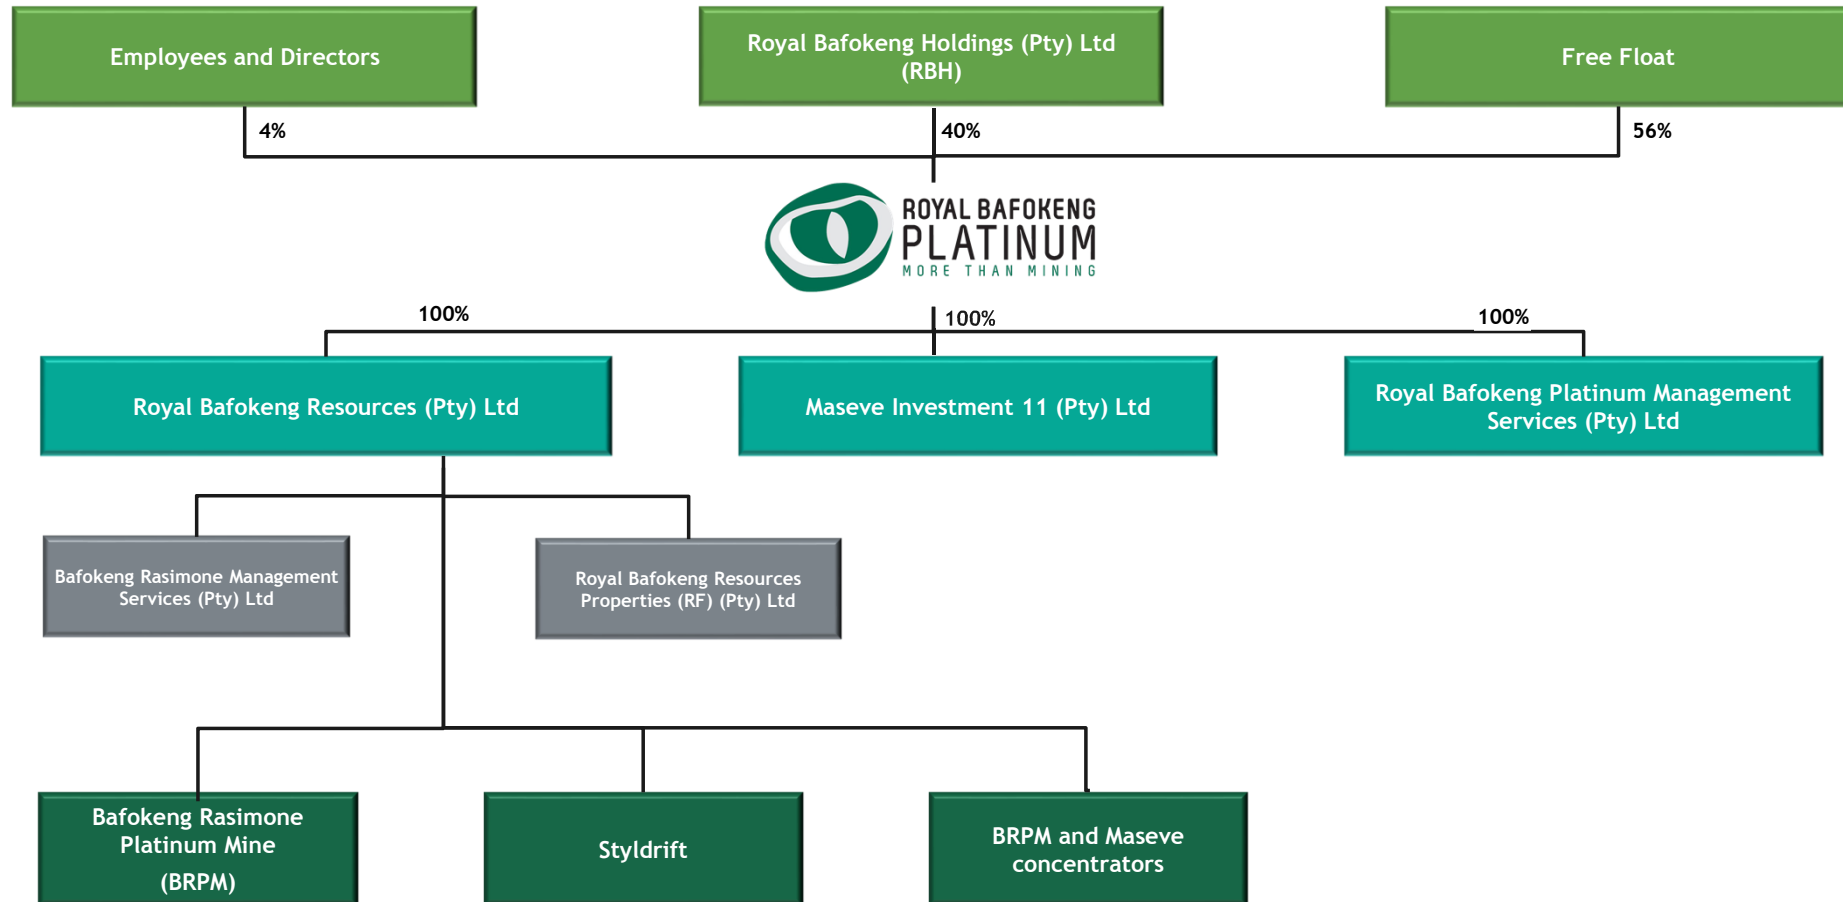 Employees and Directors
Royal Bafokeng Holdings (Pty) Ltd
(RBH)
Free Float
4%
40%
56%
ROYAL BAFOKENG
PLATINUM
MORE THAN MINING
100%
100%
100%
Royal Bafokeng Resources (Pty) Ltd
Maseve Investment 11 (Pty) Ltd
Royal Bafokeng Platinum Management
Services (Pty) Ltd
Bafokeng Rasimone Management
Services (Pty) Ltd
Royal Bafokeng Resources
Properties (RF) (Pty) Ltd
Bafokeng Rasimone
Platinum Mine
(BRPM)
Styldrift
BRPM and Maseve
concentrators